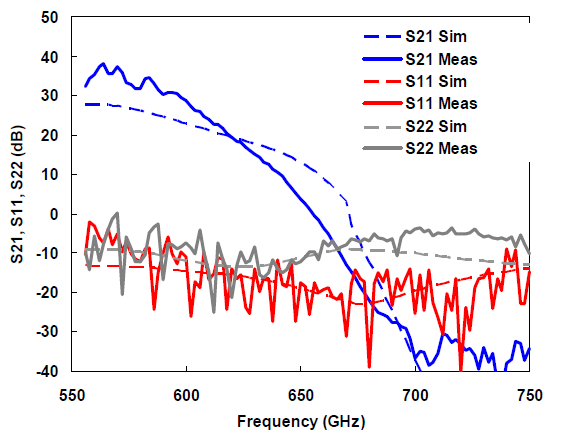 S21, S11, S22 (dB)
50
40
30
20
10
0
-10
-20
-30
-40
550
600
650
700
750
Frequency (GHz)
S21 Sim
S21 Meas
S11 Sim
S11 Meas
S22 Sim
S22 Meas